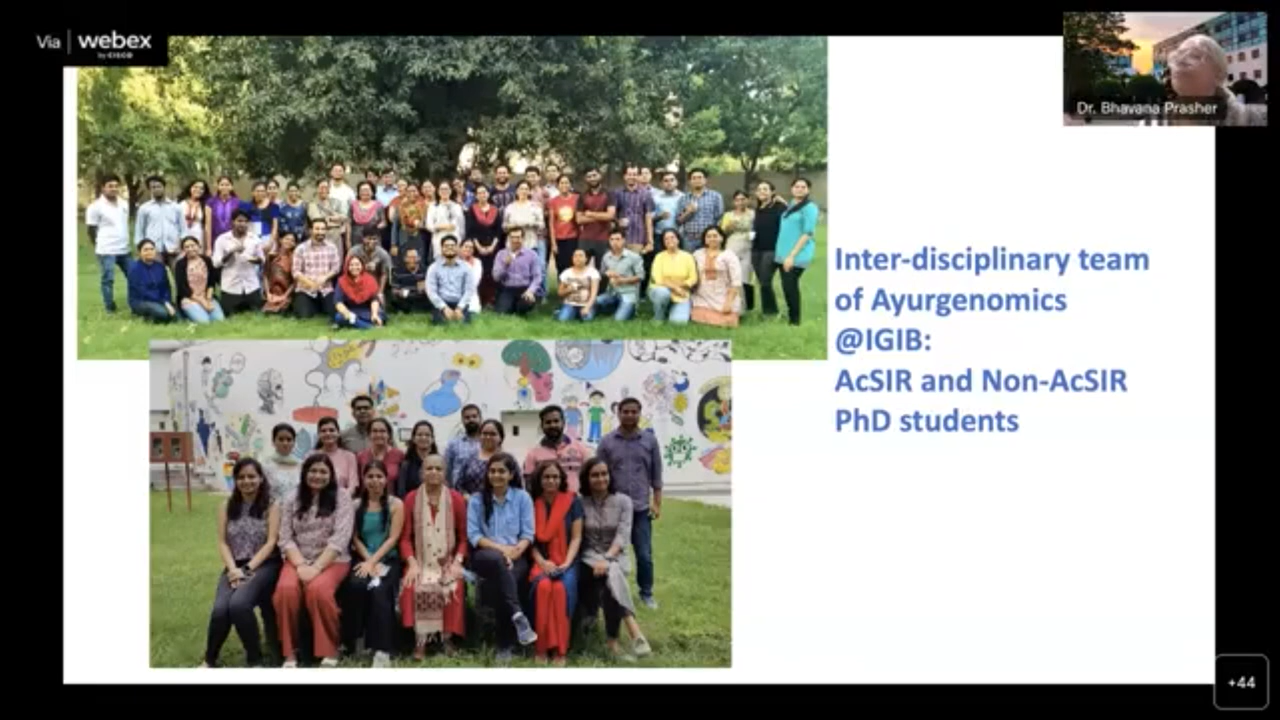 Via webex
by CISCO
Dr. Bhavana Prasher
Inter-disciplinary team
of Ayurgenomics
@IGIB:
AcSIR and Non-AcSIR
PhD students
+44